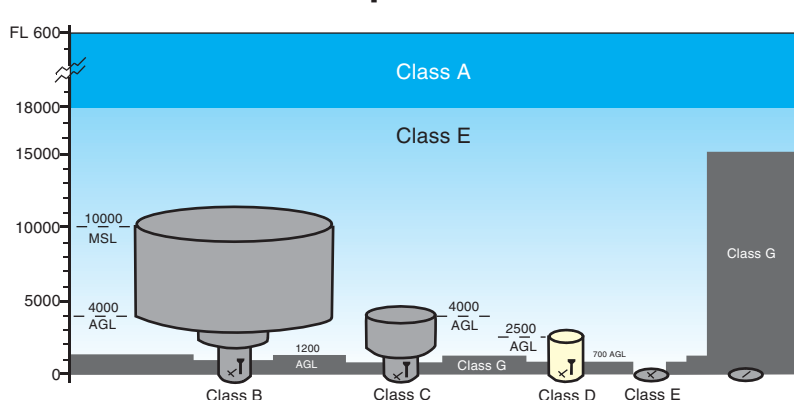 FL 600
Class A
18000
Class E
15000
10000
MSL
10000
Class G
5000
4000
AGL
4000
AGL
2500
AGL
1200
AGL
700 AGL
Class G
0
Class B
Class C
Class D
Class E